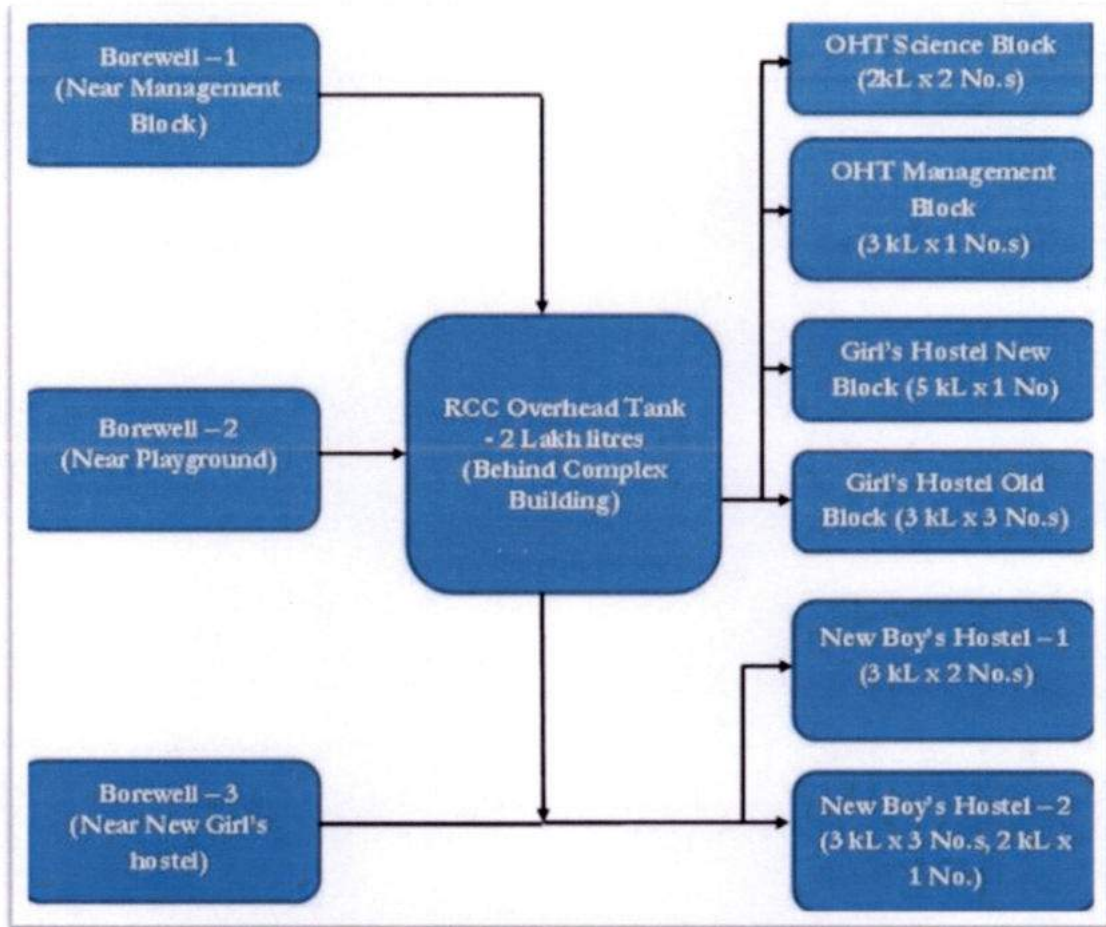 Borewell – 1
(Near Management
Block)
OHT Science Block
(2kL x 2 No.s)
OHT Management
Block
(3 kL x 1 No.s)
Borewell – 2
(Near Playground)
RCC Overhead Tank
- 2 Lakh litres
(Behind Complex
Building)
Girl's Hostel New
Block (5 kL x 1 No)
Girl's Hostel Old
Block (3 kL x 3 No.s)
New Boy's Hostel – 1
(3 kL x 2 No.s)
Borewell – 3
(Near New Girl's
hostel)
New Boy's Hostel – 2
(3 kL x 3 No.s, 2 kL x
1 No.)